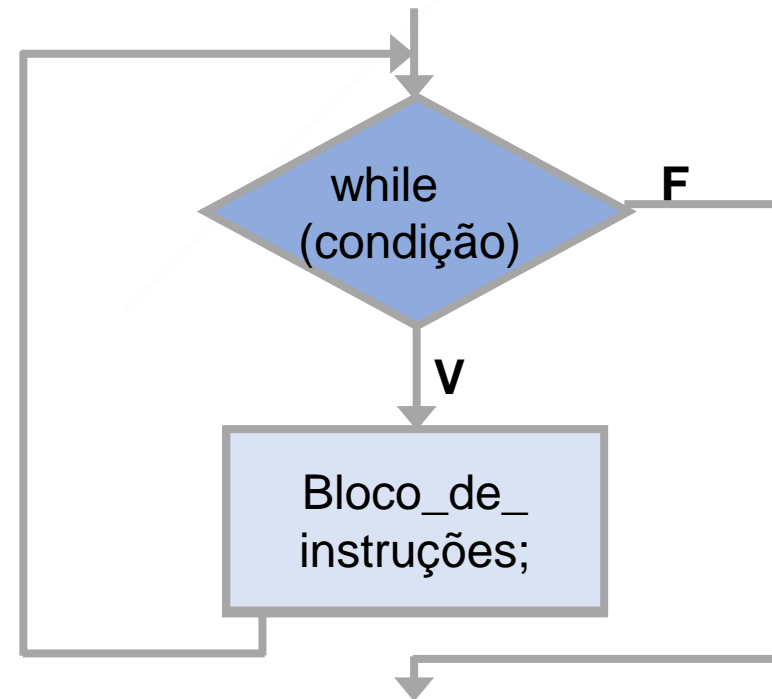 while
(condição)
F
V
Bloco_de_
instruções;